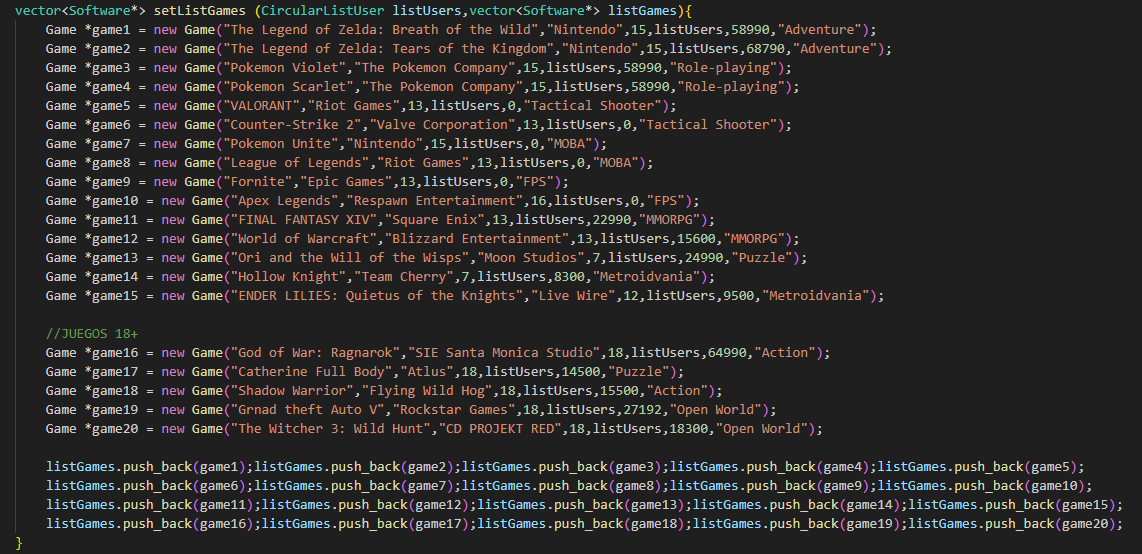 vector<Software*> setListGames (CircularListUser listUsers,vector<Software*> listGames){
    Game *game1 = new Game("The Legend of Zelda: Breath of the Wild","Nintendo",15,listUsers,58990,"Adventure");
    Game *game2 = new Game("The Legend of Zelda: Tears of the Kingdom","Nintendo",15,listUsers,68790,"Adventure");
    Game *game3 = new Game("Pokemon Violet","The Pokemon Company",15,listUsers,58990,"Role-playing");
    Game *game4 = new Game("Pokemon Scarlet","The Pokemon Company",15,listUsers,58990,"Role-playing");
    Game *game5 = new Game("VALORANT","Riot Games",13,listUsers,0,"Tactical Shooter");
    Game *game6 = new Game("Counter-Strike 2","Valve Corporation",13,listUsers,0,"Tactical Shooter");
    Game *game7 = new Game("Pokemon Unite","Nintendo",15,listUsers,0,"MOBA");
    Game *game8 = new Game("League of Legends","Riot Games",13,listUsers,0,"MOBA");
    Game *game9 = new Game("Fornite","Epic Games",13,listUsers,0,"FPS");
    Game *game10 = new Game("Apex Legends","Respawn Entertainment",16,listUsers,0,"FPS");
    Game *game11 = new Game("FINAL FANTASY XIV","Square Enix",13,listUsers,22990,"MMORPG");
    Game *game12 = new Game("World of Warcraft","Blizzard Entertainment",13,listUsers,15600,"MMORPG");
    Game *game13 = new Game("Ori and the Will of the Wisps","Moon Studios",7,listUsers,24990,"Puzzle");
    Game *game14 = new Game("Hollow Knight","Team Cherry",7,listUsers,8300,"Metroidvania");
    Game *game15 = new Game("ENDER LILIES: Quietus of the Knights","Live Wire",12,listUsers,9500,"Metroidvania");
    //JUEGOS 18+
    Game *game16 = new Game("God of War: Ragnarok","SIE Santa Monica Studio",18,listUsers,64990,"Action");
    Game *game17 = new Game("Catherine Full Body","Atlus",18,listUsers,14500,"Puzzle");
    Game *game18 = new Game("Shadow Warrior","Flying Wild Hog",18,listUsers,15500,"Action");
    Game *game19 = new Game("Grnad theft Auto V","Rockstar Games",18,listUsers,27192,"Open World");
    Game *game20 = new Game("The Witcher 3: Wild Hunt","CD PROJEKT RED",18,listUsers,18300,"Open World");
    listGames.push_back(game1);listGames.push_back(game2);listGames.push_back(game3);listGames.push_back(game4);listGames.push_back(game5);
    listGames.push_back(game6);listGames.push_back(game7);listGames.push_back(game8);listGames.push_back(game9);listGames.push_back(game10);
    listGames.push_back(game11);listGames.push_back(game12);listGames.push_back(game13);listGames.push_back(game14);listGames.push_back(game15);
    listGames.push_back(game16);listGames.push_back(game17);listGames.push_back(game18);listGames.push_back(game19);listGames.push_back(game20);
}